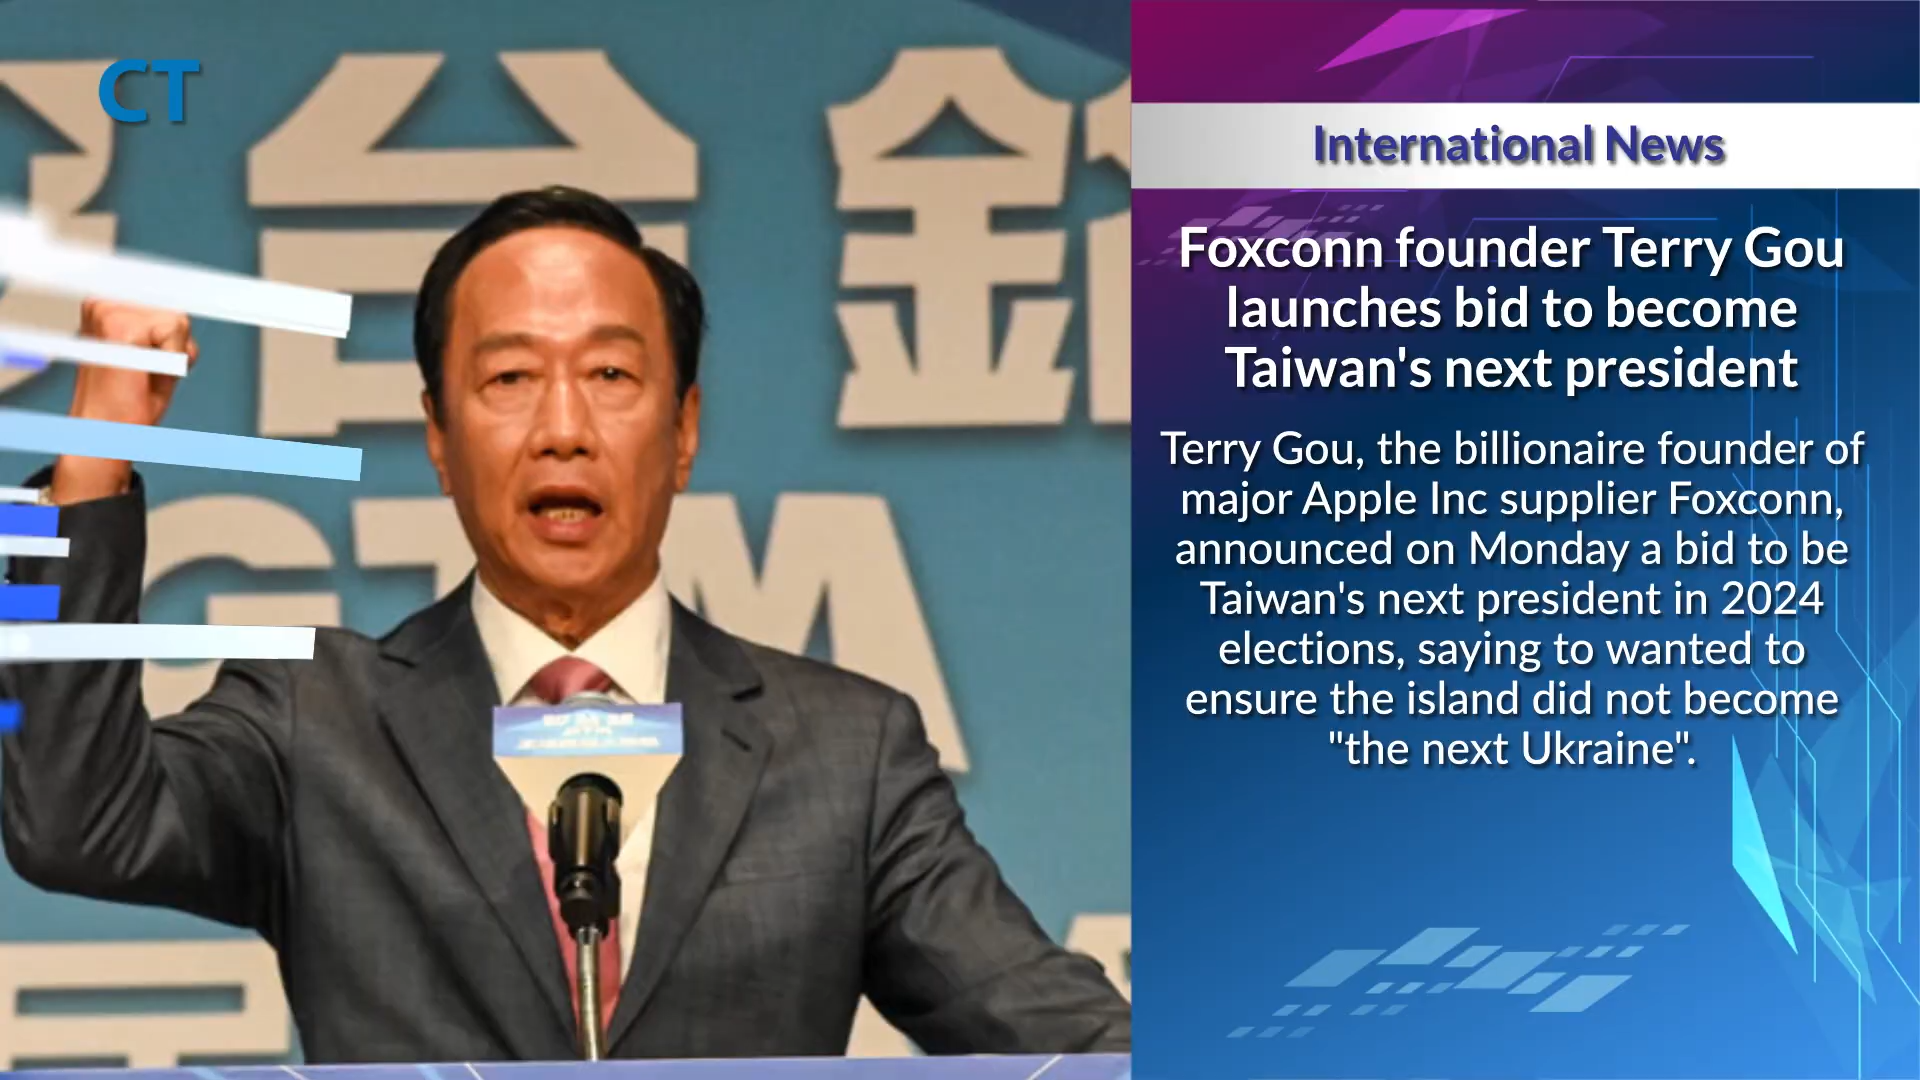 CT
台
GTM
International News
Foxconn founder Terry Gou
launches bid to become
Taiwan's next president
Terry Gou, the billionaire founder of
major Apple Inc supplier Foxconn,
announced on Monday a bid to be
Taiwan's next president in 2024
elections, saying to wanted to
ensure the island did not become
"the next Ukraine".